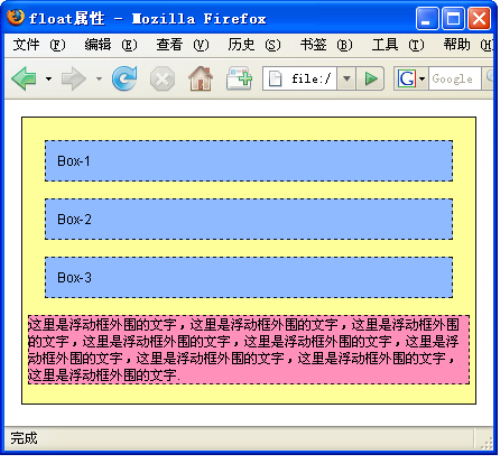 float属性 - Mozilla Firefox
文件 (F) 编辑 (E) 查看 (V) 历史 (S) 书签 (B) 工具 (T) 帮助 (H
file:/ G Google
Box-1
Box-2
Box-3
这里是浮动框外围的文字，这里是浮动框外围的文字，这里是浮动框外围
的文字，这里是浮动框外围的文字，这里是浮动框外围的文字，这里是浮
动框外围的文字，这里是浮动框外围的文字，这里是浮动框外围的文字，
这里是浮动框外围的文字.
完成